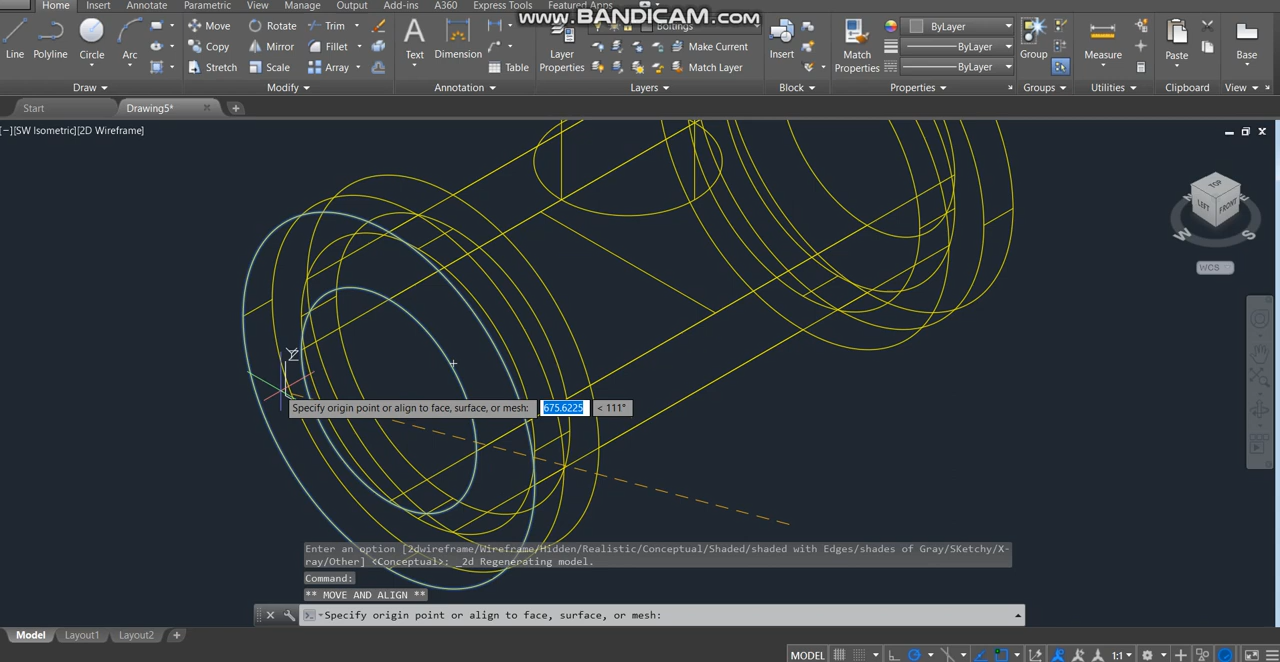 Home Insert Annotate Parametric View Manage Output Add-ins A360 Express Tools Featured Apps
www.BANDICAM.com
Line Polyline Circle Arc
Move Rotate Trim
Copy Mirror Fillet
Stretch Scale Array
Text Dimension Table
Layer Properties
Make Current
Match Layer
Insert
Match Properties
ByLayer
ByLayer
ByLayer
Group
Measure
Paste
Base
Draw Modify Annotation Layers Block Properties Groups Utilities Clipboard View
Start Drawing5*
[−][SW Isometric][2D Wireframe]
TOP
LEFT FRONT
W S
WCS
Y
Specify origin point or align to face, surface, or mesh: 675.6225 < 111°
Enter an option [2dwireframe/Wireframe/Hidden/Realistic/Conceptual/Shaded/shaded with Edges/shades of Gray/SKetchy/X-
ray/Other] <Conceptual>: _2d Regenerating model.
Command:
** MOVE AND ALIGN **
Specify origin point or align to face, surface, or mesh:
Model Layout1 Layout2 +
MODEL 1:1